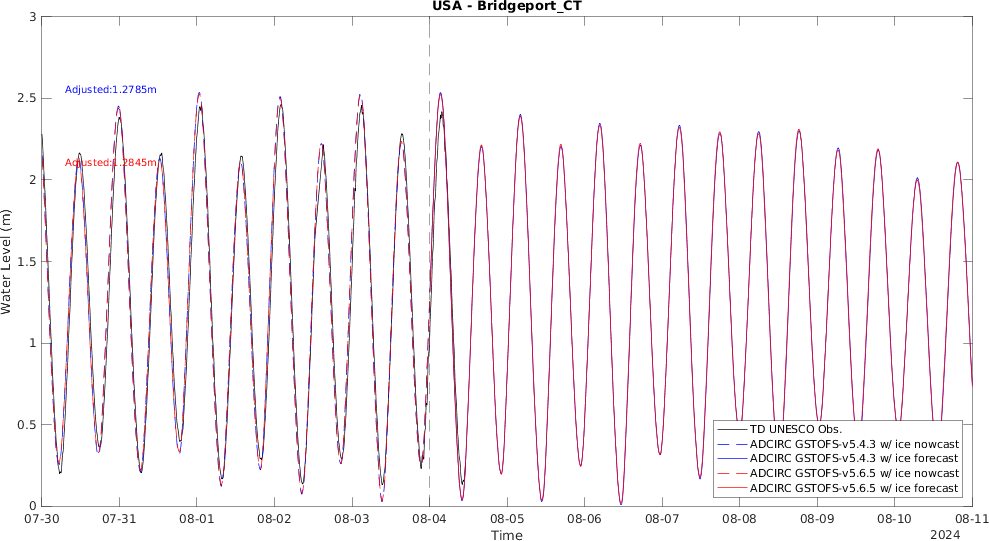 USA - Bridgeport_CT
3
2.5
2
1.5
1
0.5
0
Water Level (m)
Adjusted:1.2785m
Adjusted:1.2845m
TD UNESCO Obs.
ADCIRC GSTOFS-v5.4.3 w/ ice nowcast
ADCIRC GSTOFS-v5.4.3 w/ ice forecast
ADCIRC GSTOFS-v5.6.5 w/ ice nowcast
ADCIRC GSTOFS-v5.6.5 w/ ice forecast
07-30 07-31 08-01 08-02 08-03 08-04 08-05 08-06 08-07 08-08 08-09 08-10 08-11
Time
2024